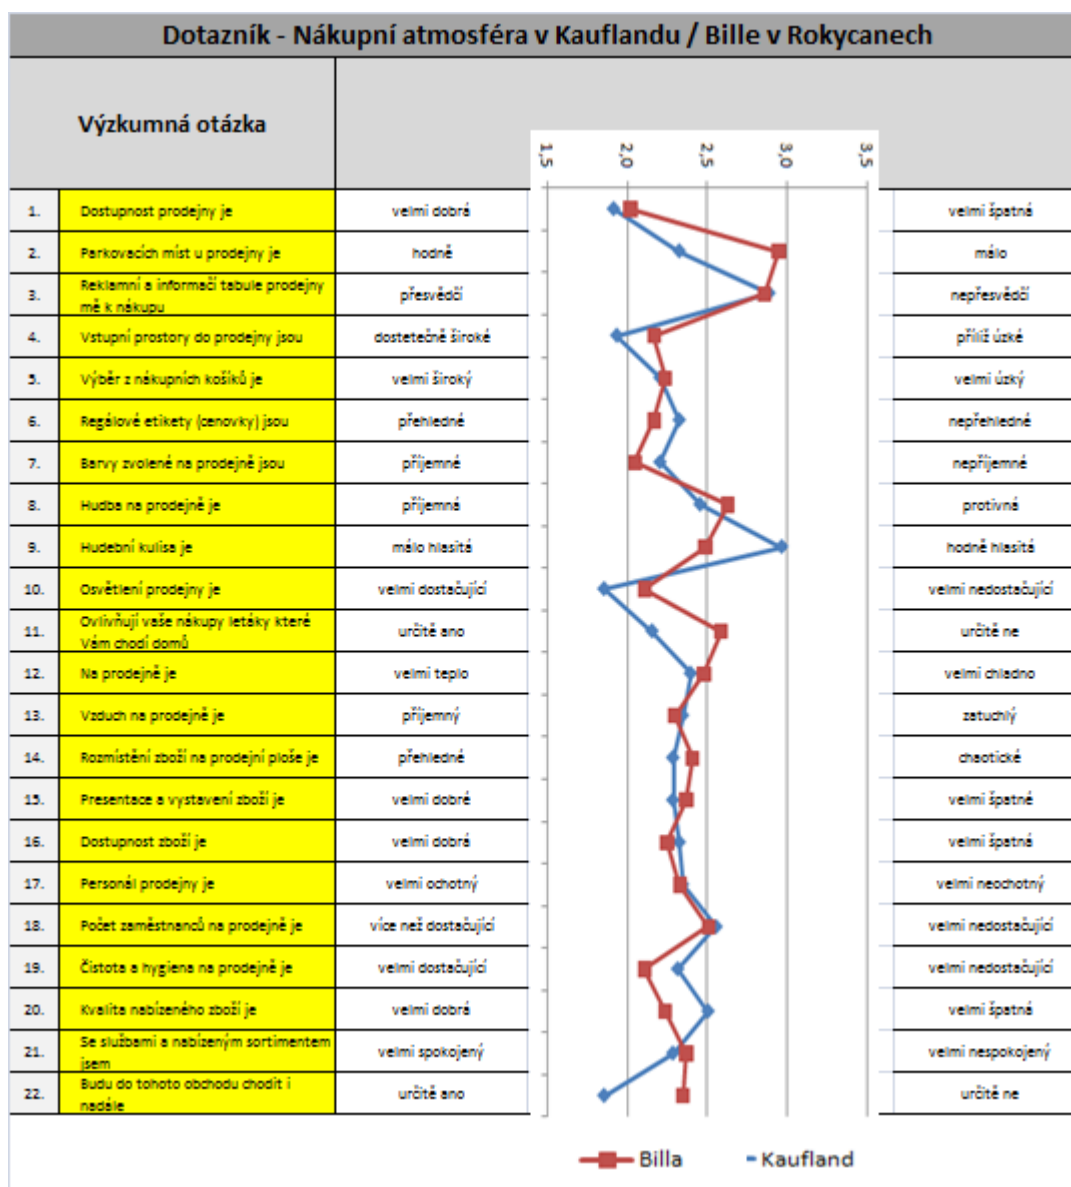 Dotazník - Nákupní atmosféra v Kauflandu / Bille v Rokycanech
Výzkumná otázka
1,5 2,0 2,5 3,0 3,5
1. Dostupnost prodejny je velmi dobrá velmi špatná
2. Parkovacích míst u prodejny je hodně málo
3. Reklamní a informačí tabule prodejny
mě k nákupu přesvědčí nepřesvědčí
4. Vstupní prostory do prodejny jsou dostetečně široké příliž úzké
5. Výběr z nákupních košíků je velmi široký velmi úzký
6. Regálové etikety (cenovky) jsou přehledné nepřehledné
7. Barvy zvolené na prodejně jsou příjemné nepříjemné
8. Hudba na prodejně je příjemná protivná
9. Hudební kulisa je málo hlasitá hodně hlasitá
10. Osvětlení prodejny je velmi dostačující velmi nedostačující
11. Ovlivňují vaše nákupy letáky které
Vám chodí domů určitě ano určitě ne
12. Na prodejně je velmi teplo velmi chladno
13. Vzduch na prodejně je příjemný zatuchlý
14. Rozmístění zboží na prodejní ploše je přehledné chaotické
15. Presentace a vystavení zboží je velmi dobré velmi špatné
16. Dostupnost zboží je velmi dobrá velmi špatná
17. Personál prodejny je velmi ochotný velmi neochotný
18. Počet zaměstnanců na prodejně je více než dostačující velmi nedostačující
19. Čistota a hygiena na prodejně je velmi dostačující velmi nedostačující
20. Kvalita nabízeného zboží je velmi dobrá velmi špatná
21. Se službami a nabízeným sortimentem
jsem velmi spokojený velmi nespokojený
22. Budu do tohoto obchodu chodit i
nadále určitě ano určitě ne
Billa Kaufland